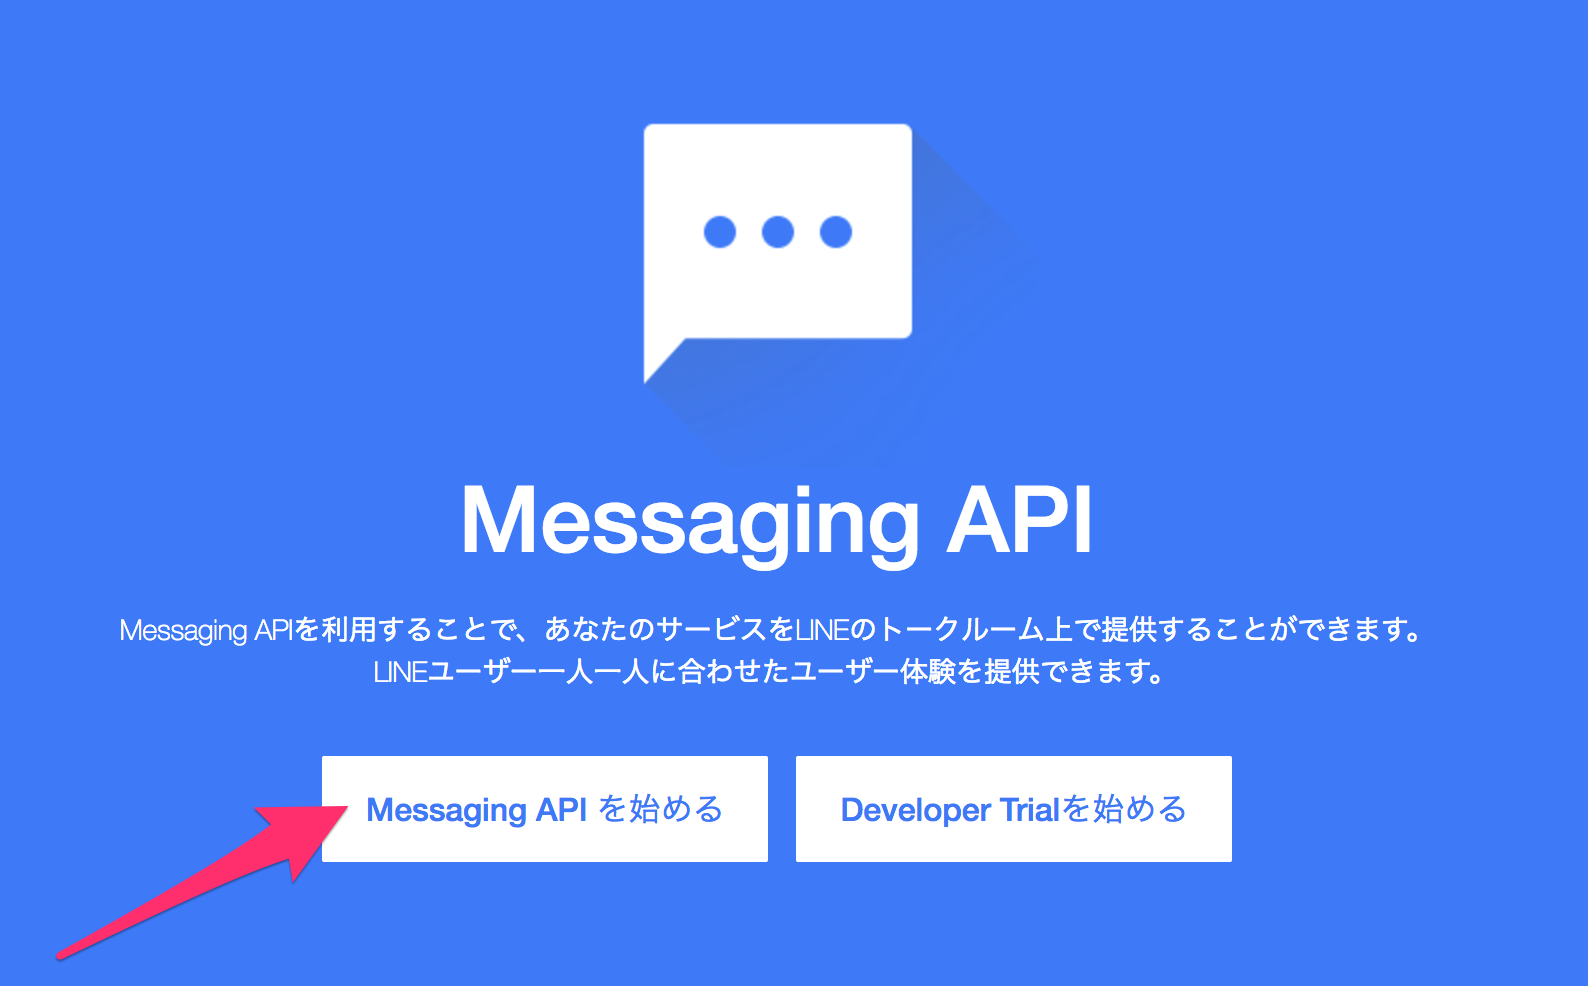 Messaging API
Messaging APIを利用することで、あなたのサービスをLINEのトークルーム上で提供することができます。
LINEユーザー一人一人に合わせたユーザー体験を提供できます。
Messaging API を始める
Developer Trialを始める